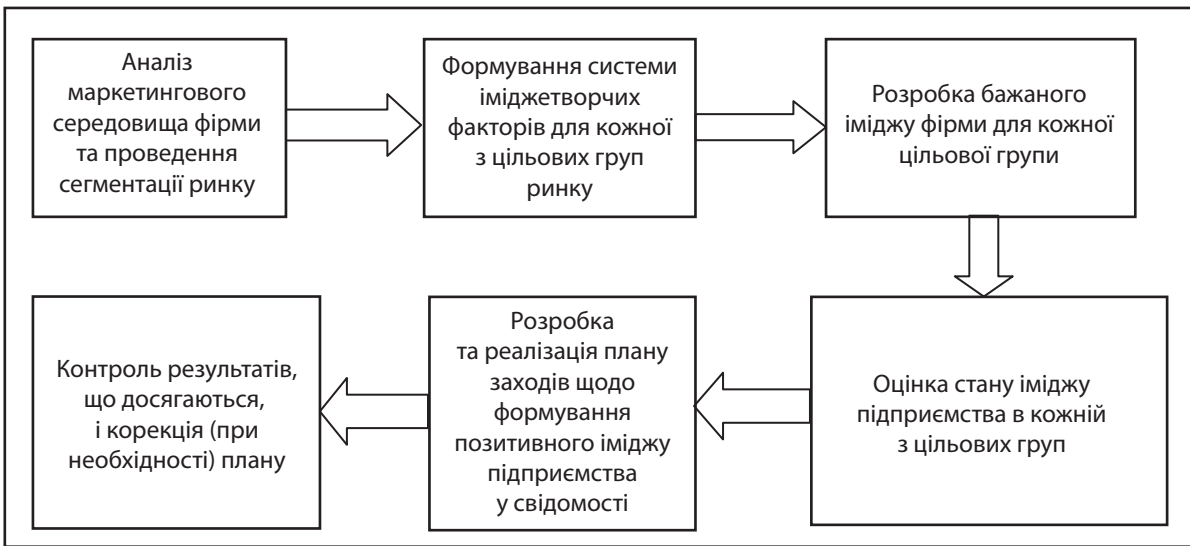 Аналіз
маркетингового
середовища фірми
та проведення
сегментації ринку
Формування системи
іміджетворчих
факторів для кожної
з цільових груп
ринку
Розробка бажаного
іміджу фірми для кожної
цільової групи
Оцінка стану іміджу
підприємства в кожній
з цільових груп
Розробка
та реалізація плану
заходів щодо
формування
позитивного іміджу
підприємства
у свідомості
Контроль результатів,
що досягаються,
і корекція (при
необхідності) плану